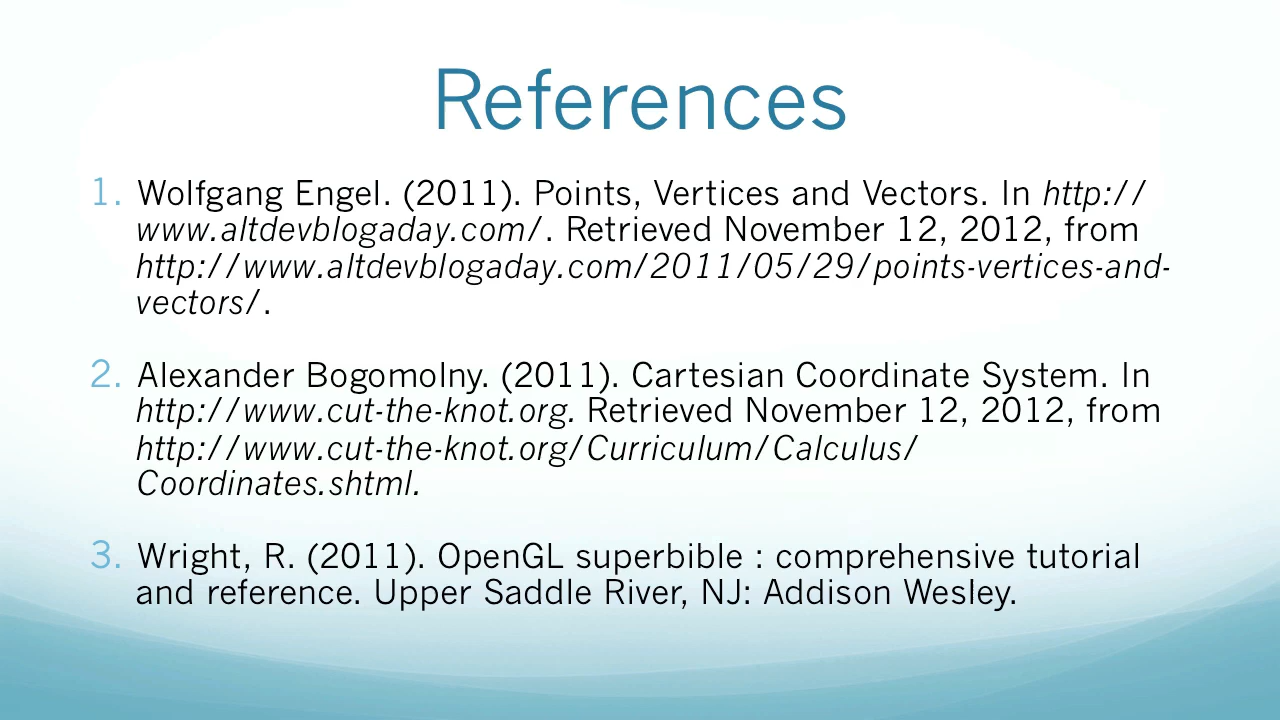 References
1. Wolfgang Engel. (2011). Points, Vertices and Vectors. In http://
www.altdevblogaday.com/. Retrieved November 12, 2012, from
http://www.altdevblogaday.com/2011/05/29/points-vertices-and-
vectors/.
2. Alexander Bogomolny. (2011). Cartesian Coordinate System. In
http://www.cut-the-knot.org. Retrieved November 12, 2012, from
http://www.cut-the-knot.org/Curriculum/Calculus/
Coordinates.shtml.
3. Wright, R. (2011). OpenGL superbible : comprehensive tutorial
and reference. Upper Saddle River, NJ: Addison Wesley.